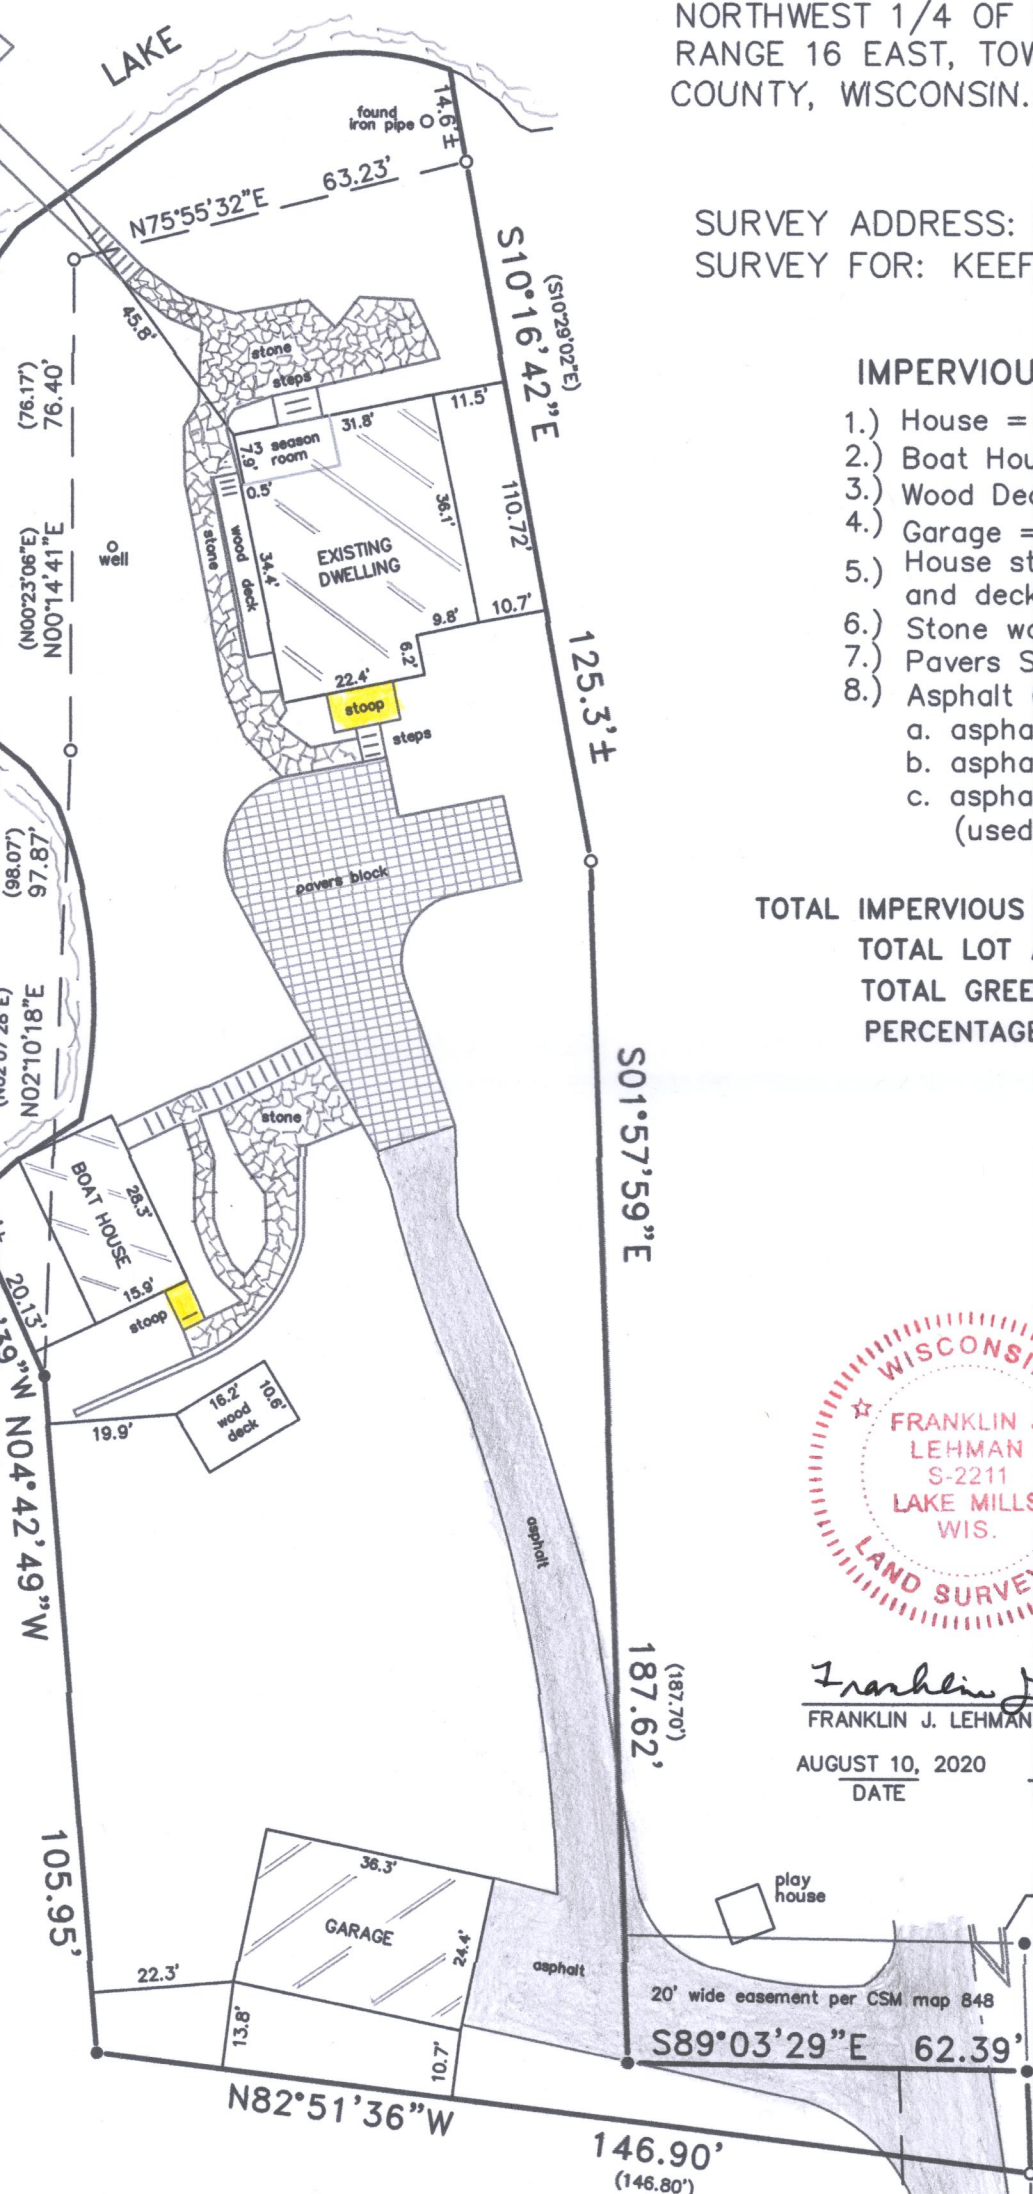 NORTHWEST 1/4 OF
RANGE 16 EAST,
COUNTY, WISCONSIN.
LAKE
found
iron pipe
14.6'±
N75°55'32"E 63.23'
SURVEY ADDRESS:
SURVEY FOR: KEEF
S10°16'42"E
(S10°29'02"E)
45.8'
stone
steps
(76.17')
76.40'
31.8'
11.5'
3 season
room
7.9'
0.5'
36.1'
110.72'
IMPERVIOU
1.) House =
2.) Boat Hou
3.) Wood Dec
4.) Garage =
5.) House st
and deck
6.) Stone wa
7.) Pavers S
8.) Asphalt
a. aspha
b. aspha
c. aspha
(used
well
(N00°23'06"E)
N00°14'41"E
stone
wood deck
34.4'
EXISTING
DWELLING
9.8'
10.7'
6.2'
22.4'
stoop
steps
125.3'±
pavers block
(98.07')
97.87'
TOTAL IMPERVIOUS
TOTAL LOT
TOTAL GREE
PERCENTAGE
N02°10'18"E
S01°57'59"E
stone
BOAT HOUSE
28.3'
15.9'
stoop
20.13'
39"W
N04°42'49"W
16.2'
10.6'
wood
deck
19.9'
asphalt
WISCONSI
FRANKLIN J
LEHMAN
S-2211
LAKE MILLS
WIS.
LAND SURVEY
Franklin J
FRANKLIN J. LEHMAN
AUGUST 10, 2020
DATE
187.62'
(187.70')
105.95'
36.3'
GARAGE
24.4'
asphalt
play
house
22.3'
13.8'
10.7'
20' wide easement per CSM map 848
S89°03'29"E 62.39'
N82°51'36"W
146.90'
(146.80')